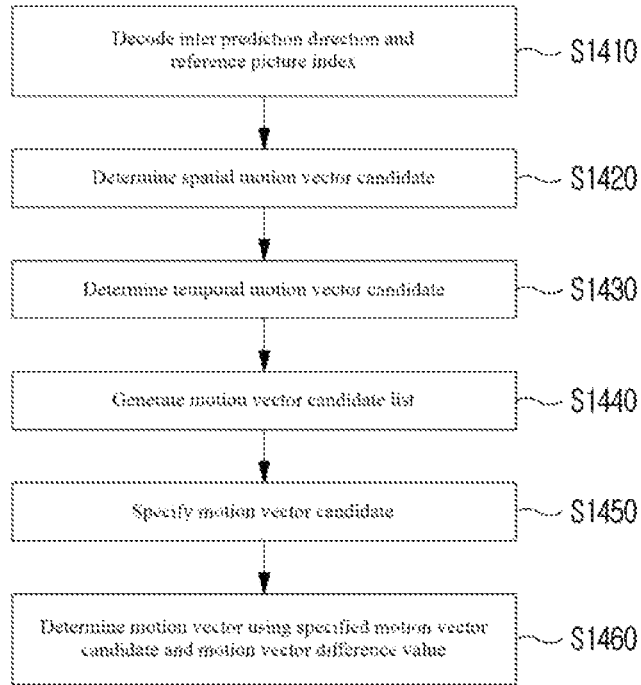 Decode inter prediction direction and
reference picture index
S1410
Determine spatial motion vector candidate
S1420
Determine temporal motion vector candidate
S1430
Generate motion vector candidate list
S1440
Specify motion vector candidate
S1450
Determine motion vector using specified motion vector
candidate and motion vector difference value
S1460